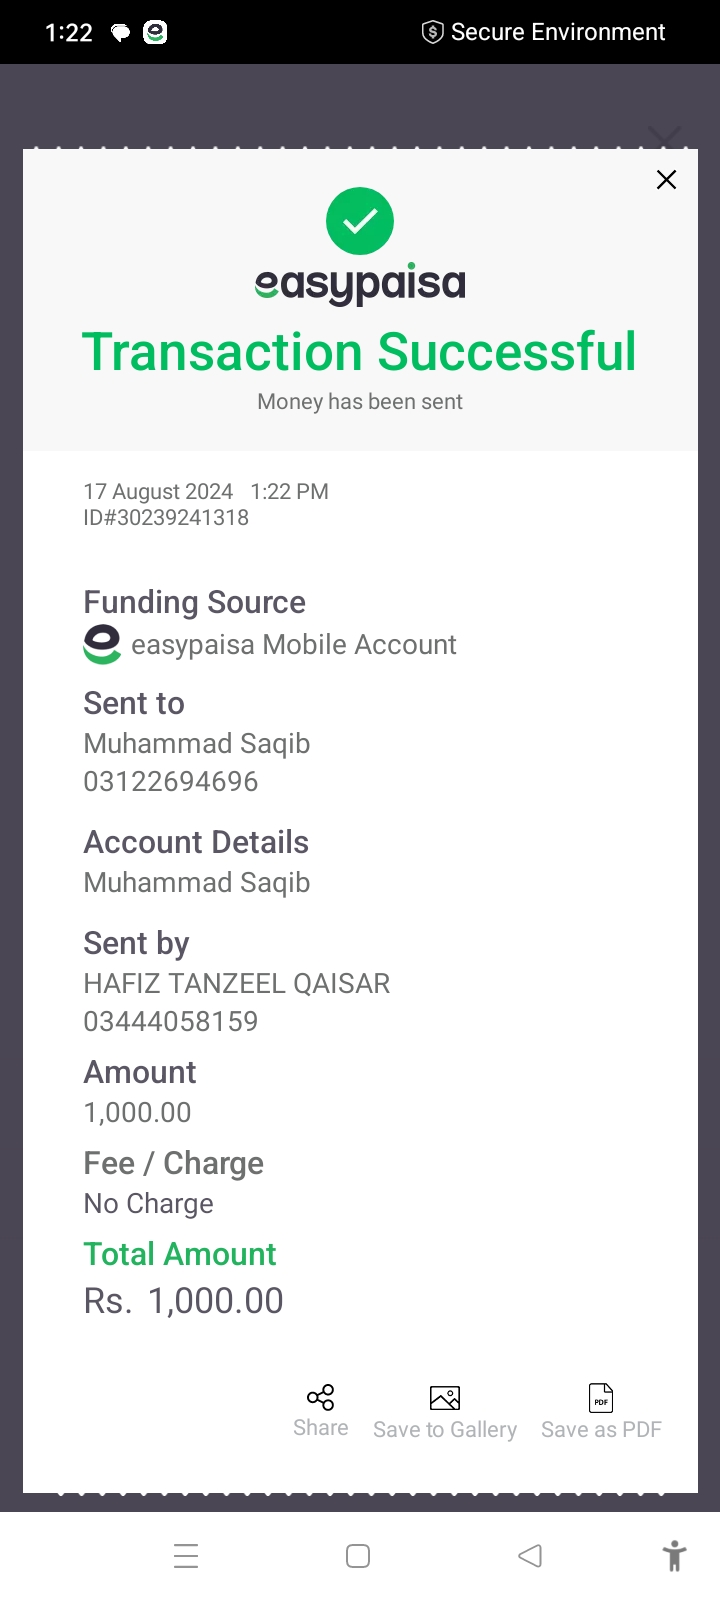 1:22
Secure Environment
easypaisa
Transaction Successful
Money has been sent
17 August 2024 1:22 PM
ID#30239241318
Funding Source
easypaisa Mobile Account
Sent to
Muhammad Saqib
03122694696
Account Details
Muhammad Saqib
Sent by
HAFIZ TANZEEL QAISAR
03444058159
Amount
1,000.00
Fee / Charge
No Charge
Total Amount
Rs. 1,000.00
PDF
Share Save to Gallery Save as PDF